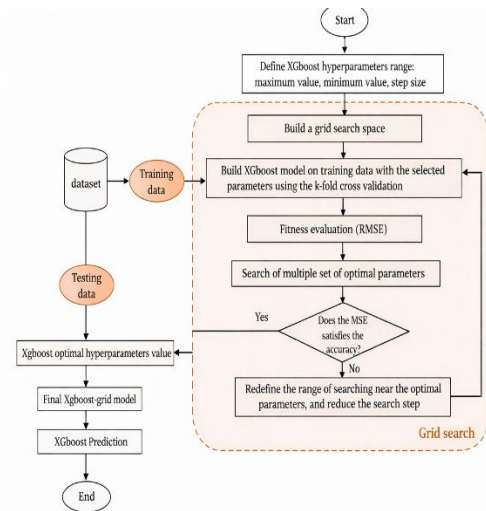 Start
Define XGboost hyperparameters range:
maximum value, minimum value, step size
Build a grid search space
Build XGBoost model on training data with the selected
parameters using the k-fold cross validation
dataset
Training
data
Fitness evaluation (RMSE)
Search of multiple set of optimal parameters
Testing
data
Yes
Does the MSE
satisfies the
accuracy?
No
Xgboost optimal hyperparameters value
Redefine the range of searching near the optimal
parameters, and reduce the search step
Final Xgboost-grid model
Grid search
XGBoost Prediction
End